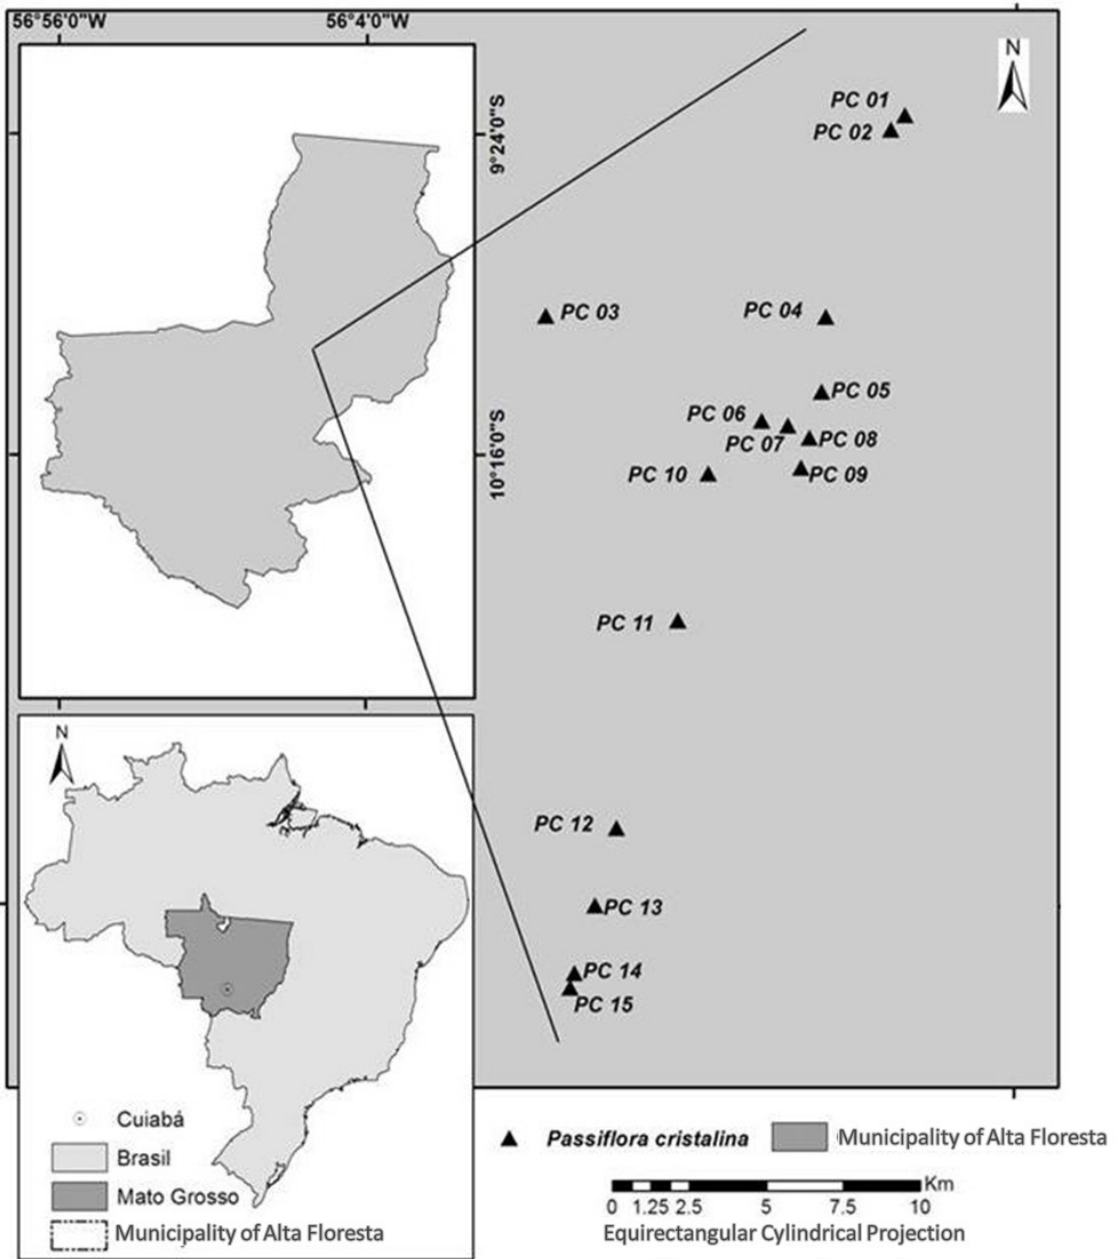 56°56'0"W
56°4'0"W
9°24'0"S
10°16'0"S
N
PC 01
PC 02
PC 03
PC 04
PC 05
PC 06
PC 07
PC 08
PC 09
PC 10
PC 11
PC 12
PC 13
PC 14
PC 15
N
Cuiabá
Brasil
Mato Grosso
Municipality of Alta Floresta
Passiflora cristalina
Municipality of Alta Floresta
Km
0 1.25 2.5 5 7.5 10
Equirectangular Cylindrical Projection